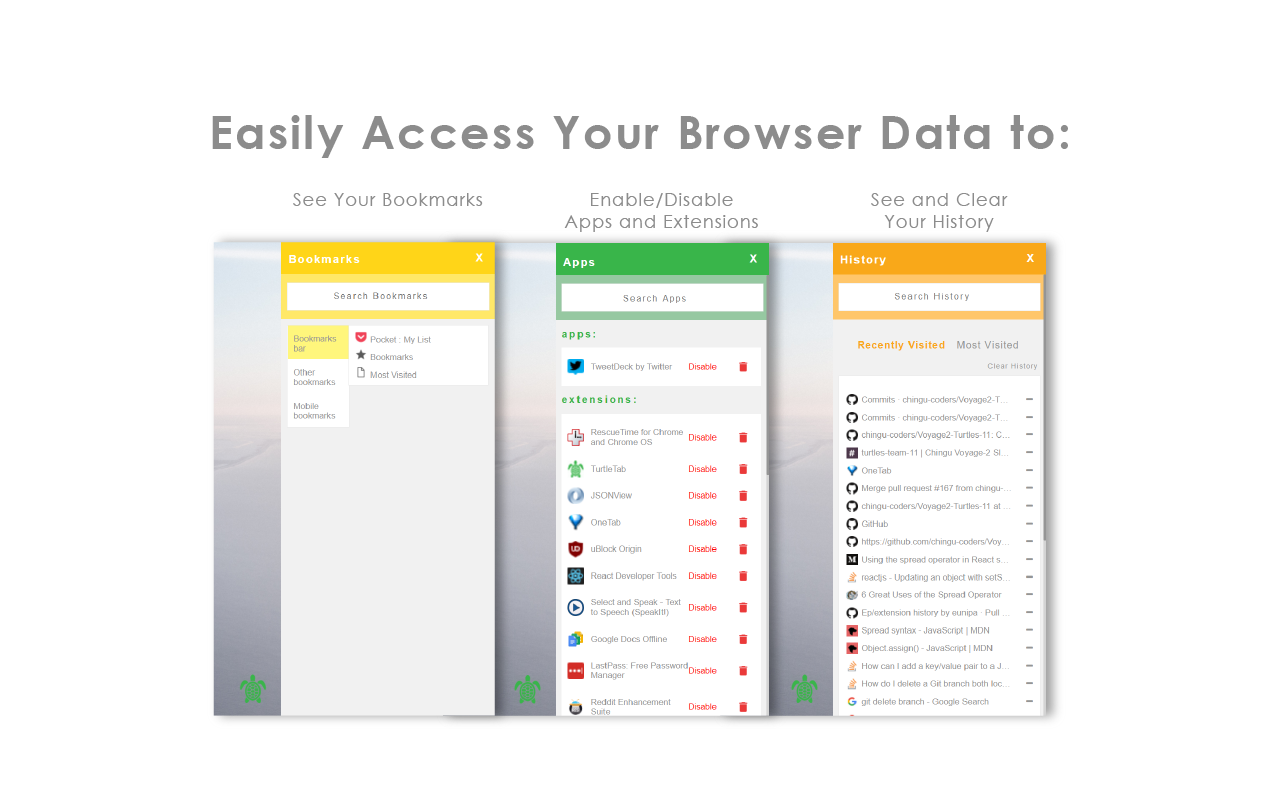 Easily Access Your Browser Data to:
See Your Bookmarks
Enable/Disable
Apps and Extensions
See and Clear
Your History
Bookmarks
X
Search Bookmarks
Bookmarks
bar
Other
bookmarks
Mobile
bookmarks
Pocket : My List
Bookmarks
Most Visited
Apps
X
Search Apps
apps:
TweetDeck by Twitter Disable
extensions:
RescueTime for Chrome
and Chrome OS
Disable
TurtleTab Disable
JSONView Disable
OneTab Disable
uBlock Origin Disable
React Developer Tools Disable
Select and Speak - Text
to Speech (SpeakIt!)
Disable
Google Docs Offline Disable
LastPass: Free Password
Manager
Disable
Reddit Enhancement
Suite
Disable
History
X
Search History
Recently Visited Most Visited
Clear History
Commits · chingu-coders/Voyage2-T...
Commits · chingu-coders/Voyage2-T...
chingu-coders/Voyage2-Turtles-11: C...
turtles-team-11 | Chingu Voyage-2 Sl...
OneTab
Merge pull request #167 from chingu-...
chingu-coders/Voyage2-Turtles-11 at ...
GitHub
https://github.com/chingu-coders/Voy...
Using the spread operator in React s...
reactjs - Updating an object with setS...
6 Great Uses of the Spread Operator
Ep/extension history by eunipa · Pull ...
Spread syntax - JavaScript | MDN
Object.assign() - JavaScript | MDN
How can I add a key/value pair to a J...
How do I delete a Git branch both loc...
git delete branch - Google Search